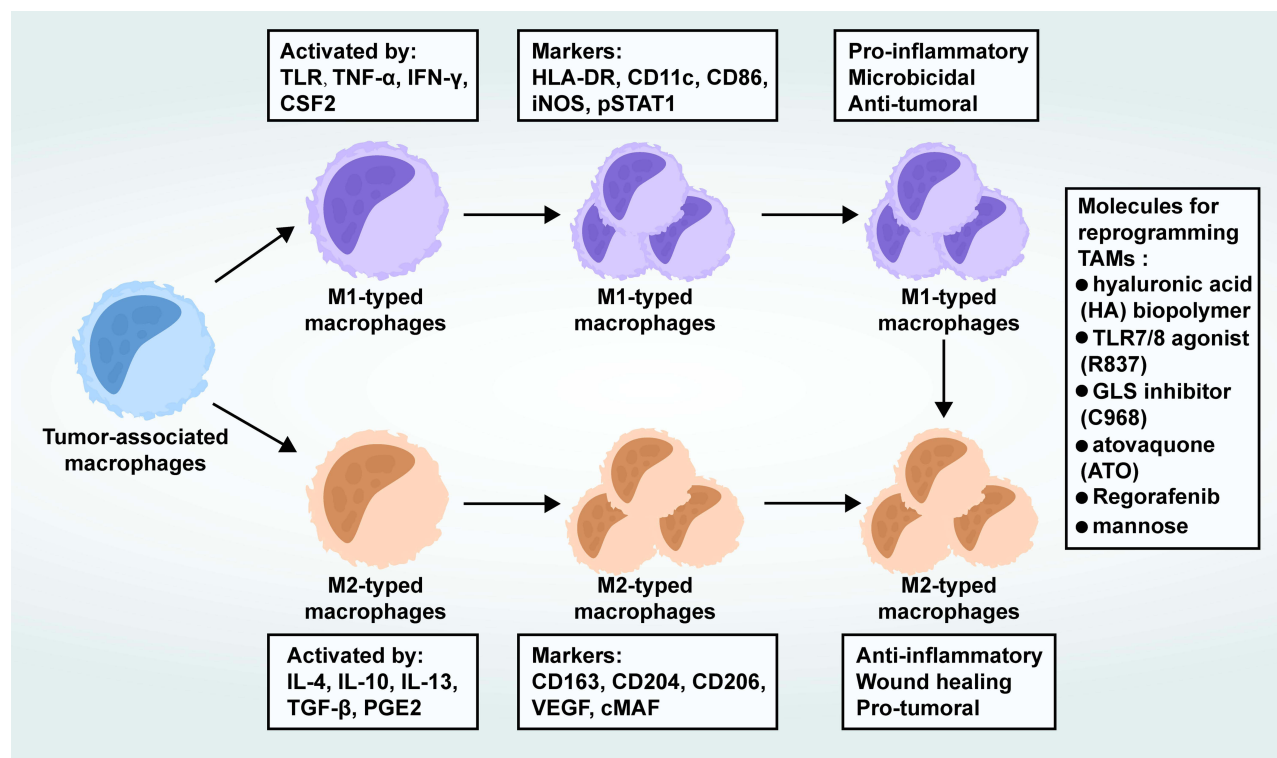 Activated by:
TLR, TNF-α, IFN-γ,
CSF2
Markers:
HLA-DR, CD11c, CD86,
iNOS, pSTAT1
Pro-inflammatory
Microbicidal
Anti-tumoral
M1-typed
macrophages
M1-typed
macrophages
M1-typed
macrophages
Tumor-associated
macrophages
M2-typed
macrophages
M2-typed
macrophages
M2-typed
macrophages
Activated by:
IL-4, IL-10, IL-13,
TGF-β, PGE2
Markers:
CD163, CD204, CD206,
VEGF, cMAF
Anti-inflammatory
Wound healing
Pro-tumoral
Molecules for
reprogramming
TAMs :
● hyaluronic acid
(HA) biopolymer
● TLR7/8 agonist
(R837)
● GLS inhibitor
(C968)
● atovaquone
(ATO)
● Regorafenib
● mannose